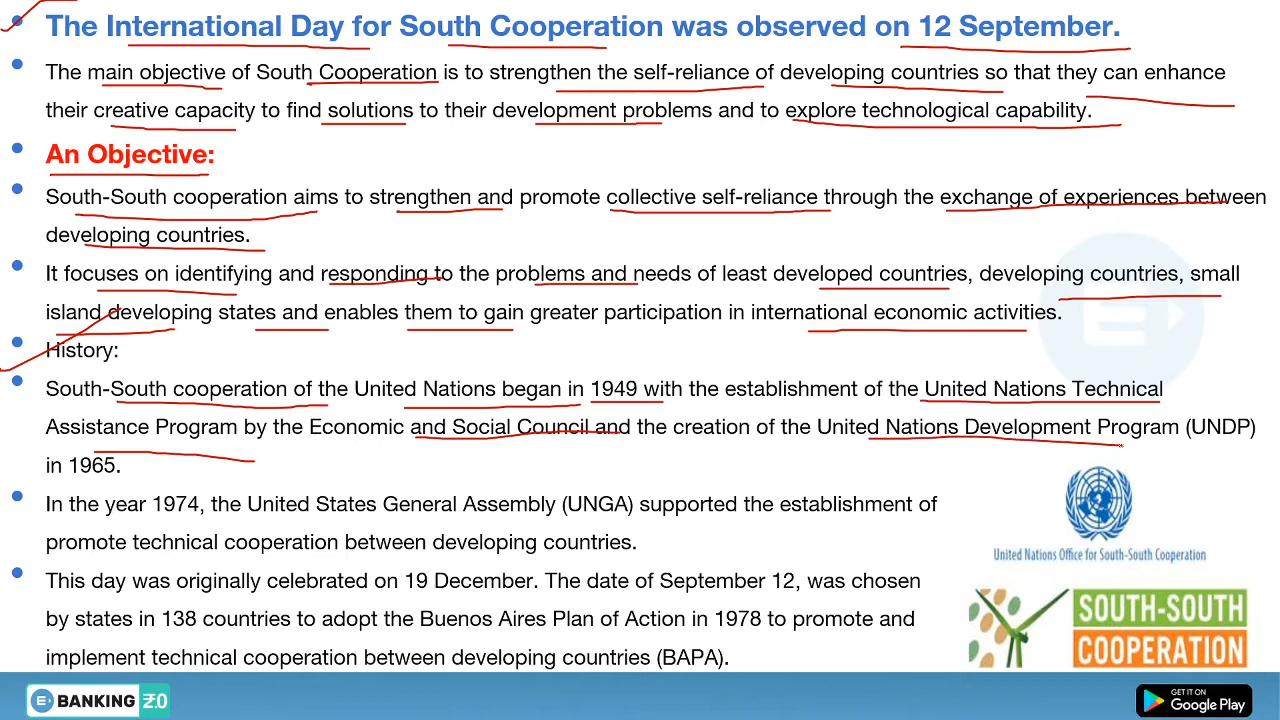 The International Day for South Cooperation was observed on 12 September.
The main objective of South Cooperation is to strengthen the self-reliance of developing countries so that they can enhance
their creative capacity to find solutions to their development problems and to explore technological capability.
An Objective:
South-South cooperation aims to strengthen and promote collective self-reliance through the exchange of experiences between
developing countries.
It focuses on identifying and responding to the problems and needs of least developed countries, developing countries, small
island developing states and enables them to gain greater participation in international economic activities.
History:
South-South cooperation of the United Nations began in 1949 with the establishment of the United Nations Technical
Assistance Program by the Economic and Social Council and the creation of the United Nations Development Program (UNDP)
in 1965.
In the year 1974, the United States General Assembly (UNGA) supported the establishment of
promote technical cooperation between developing countries.
This day was originally celebrated on 19 December. The date of September 12, was chosen
by states in 138 countries to adopt the Buenos Aires Plan of Action in 1978 to promote and
implement technical cooperation between developing countries (BAPA).
United Nations Office for South-South Cooperation
SOUTH-SOUTH
COOPERATION
BANKING ₹.0
GET IT ON
Google Play